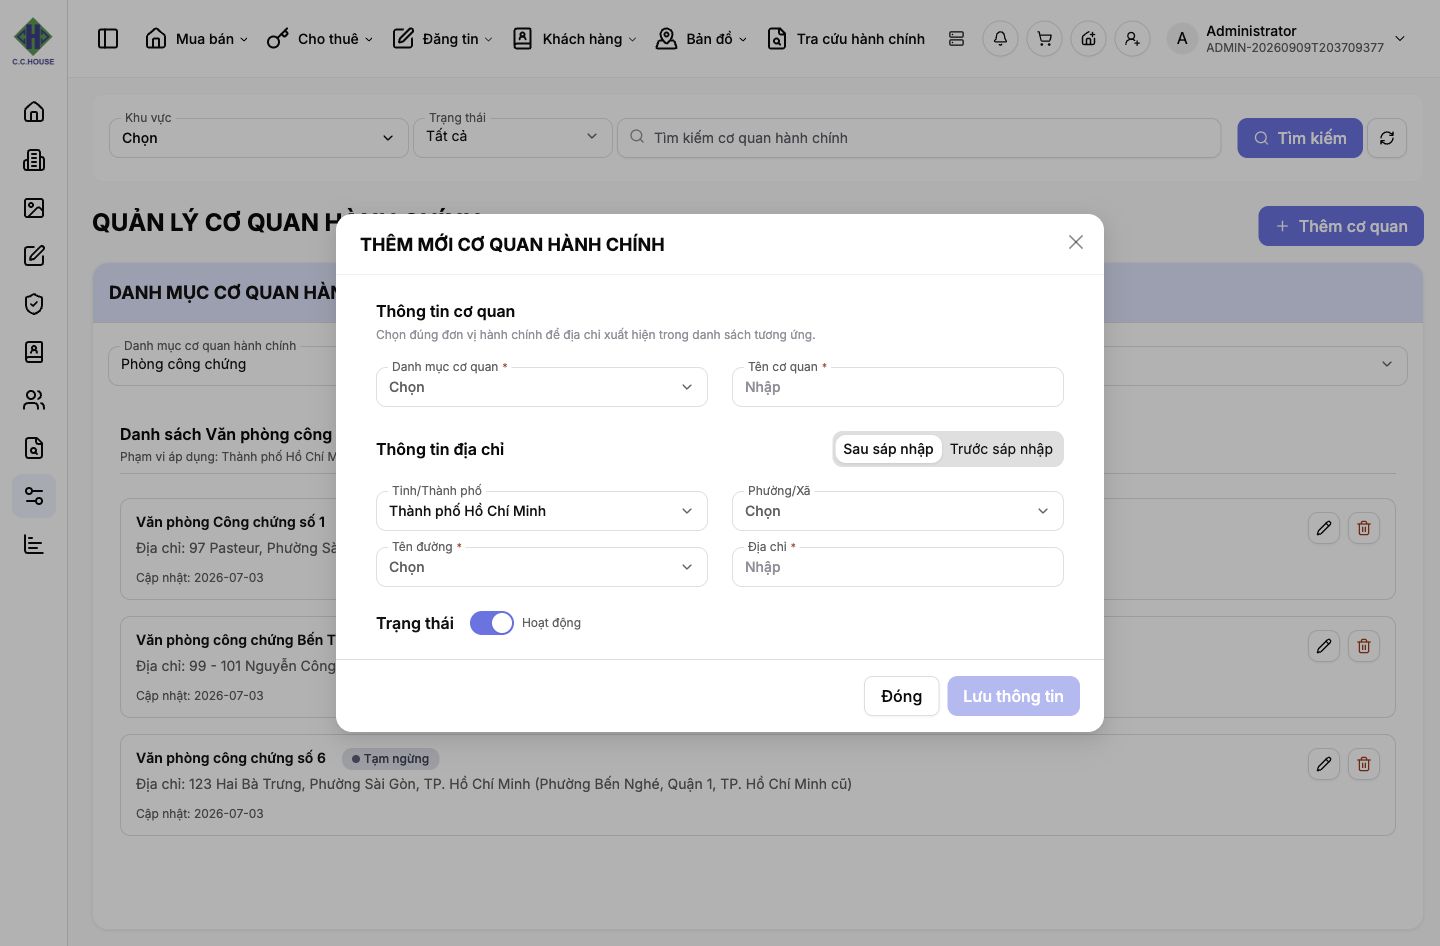 C.C.HOUSE
Mua bán
Cho thuê
Đăng tin
Khách hàng
Bản đồ
Tra cứu hành chính
A
Administrator
ADMIN-20260909T203709377
Khu vực
Chọn
Trạng thái
Tất cả
Tìm kiếm cơ quan hành chính
Tìm kiếm
QUẢN LÝ CƠ QUAN
Thêm cơ quan
DANH MỤC CƠ QUAN
Danh mục cơ quan hành chính
Phòng công chứng
Danh sách Văn phòng công
Phạm vi áp dụng: Thành phố Hồ Chí
Văn phòng Công chứng số 1
Địa chỉ: 97 Pasteur, Phường
Cập nhật: 2026-07-03
Văn phòng công chứng Bến
Địa chỉ: 99 - 101 Nguyễn Công
Cập nhật: 2026-07-03
Văn phòng công chứng số 6
Tạm ngừng
Địa chỉ: 123 Hai Bà Trưng, Phường Sài Gòn, TP. Hồ Chí Minh (Phường Bến Nghé, Quận 1, TP. Hồ Chí Minh cũ)
Cập nhật: 2026-07-03
THÊM MỚI CƠ QUAN HÀNH CHÍNH
Thông tin cơ quan
Chọn đúng đơn vị hành chính để địa chỉ xuất hiện trong danh sách tương ứng.
Danh mục cơ quan *
Chọn
Tên cơ quan *
Nhập
Thông tin địa chỉ
Sau sáp nhập
Trước sáp nhập
Tỉnh/Thành phố
Thành phố Hồ Chí Minh
Phường/Xã
Chọn
Tên đường *
Chọn
Địa chỉ *
Nhập
Trạng thái
Hoạt động
Đóng
Lưu thông tin